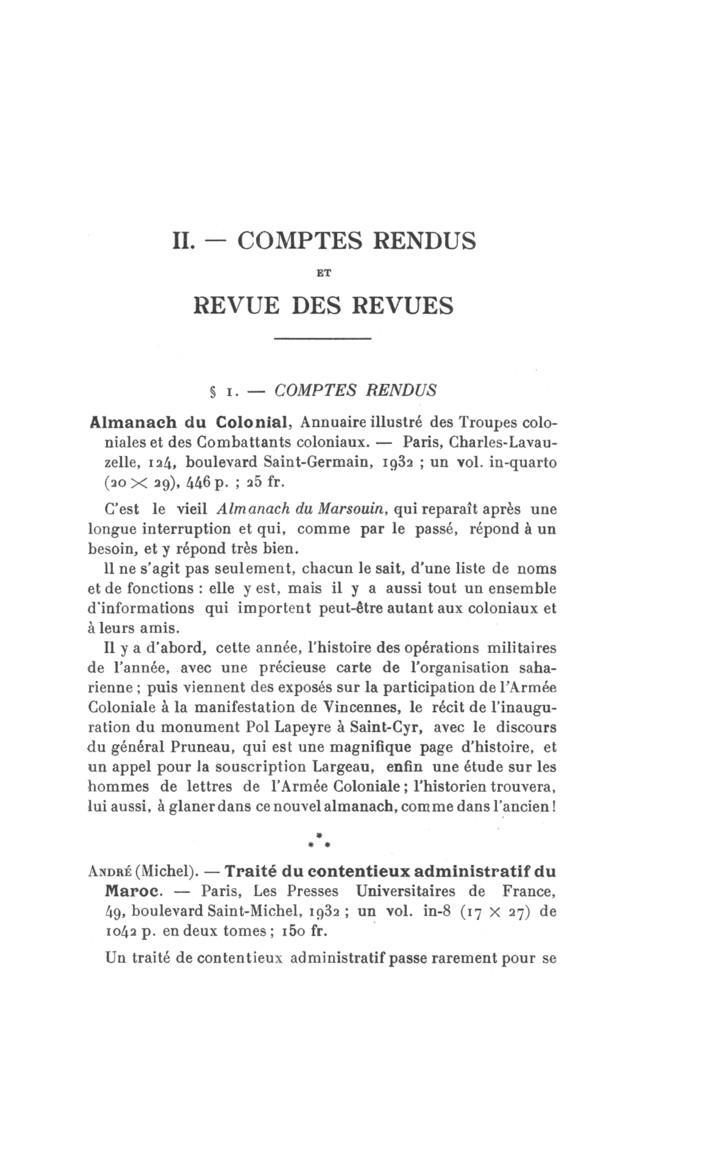 II. — COMPTES RENDUS
ET
REVUE DES REVUES
§ 1. — COMPTES RENDUS
Almanach du Colonial, Annuaire illustré des Troupes colo-
niales et des Combattants coloniaux. — Paris, Charles-Lavau-
zelle, 124, boulevard Saint-Germain, 1932 ; un vol. in-quarto
(20 × 29), 446 p. ; 25 fr.
C'est le vieil Almanach du Marsouin, qui reparaît après une
longue interruption et qui, comme par le passé, répond à un
besoin, et y répond très bien.
Il ne s'agit pas seulement, chacun le sait, d'une liste de noms
et de fonctions : elle y est, mais il y a aussi tout un ensemble
d'informations qui importent peut-être autant aux coloniaux et
à leurs amis.
Il y a d'abord, cette année, l'histoire des opérations militaires
de l'année, avec une précieuse carte de l'organisation saha-
rienne ; puis viennent des exposés sur la participation de l'Armée
Coloniale à la manifestation de Vincennes, le récit de l'inaugu-
ration du monument Pol Lapeyre à Saint-Cyr, avec le discours
du général Pruneau, qui est une magnifique page d'histoire, et
un appel pour la souscription Largeau, enfin une étude sur les
hommes de lettres de l'Armée Coloniale ; l'historien trouvera,
lui aussi, à glaner dans ce nouvel almanach, comme dans l'ancien !
⁂
ANDRÉ (Michel). — Traité du contentieux administratif du
Maroc. — Paris, Les Presses Universitaires de France,
49, boulevard Saint-Michel, 1932 ; un vol. in-8 (17 × 27) de
1042 p. en deux tomes ; 150 fr.
Un traité de contentieux administratif passe rarement pour se